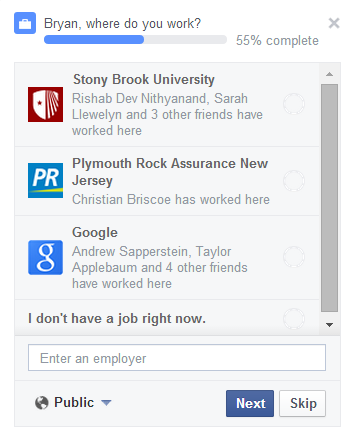 Bryan, where do you work?
55% complete
Stony Brook University
Rishab Dev Nithyanand, Sarah
Llewelyn and 3 other friends have
worked here
PR
Plymouth Rock Assurance New
Jersey
Christian Briscoe has worked here
g
Google
Andrew Sapperstein, Taylor
Applebaum and 4 other friends
have worked here
I don't have a job right now.
Enter an employer
Public
Next
Skip